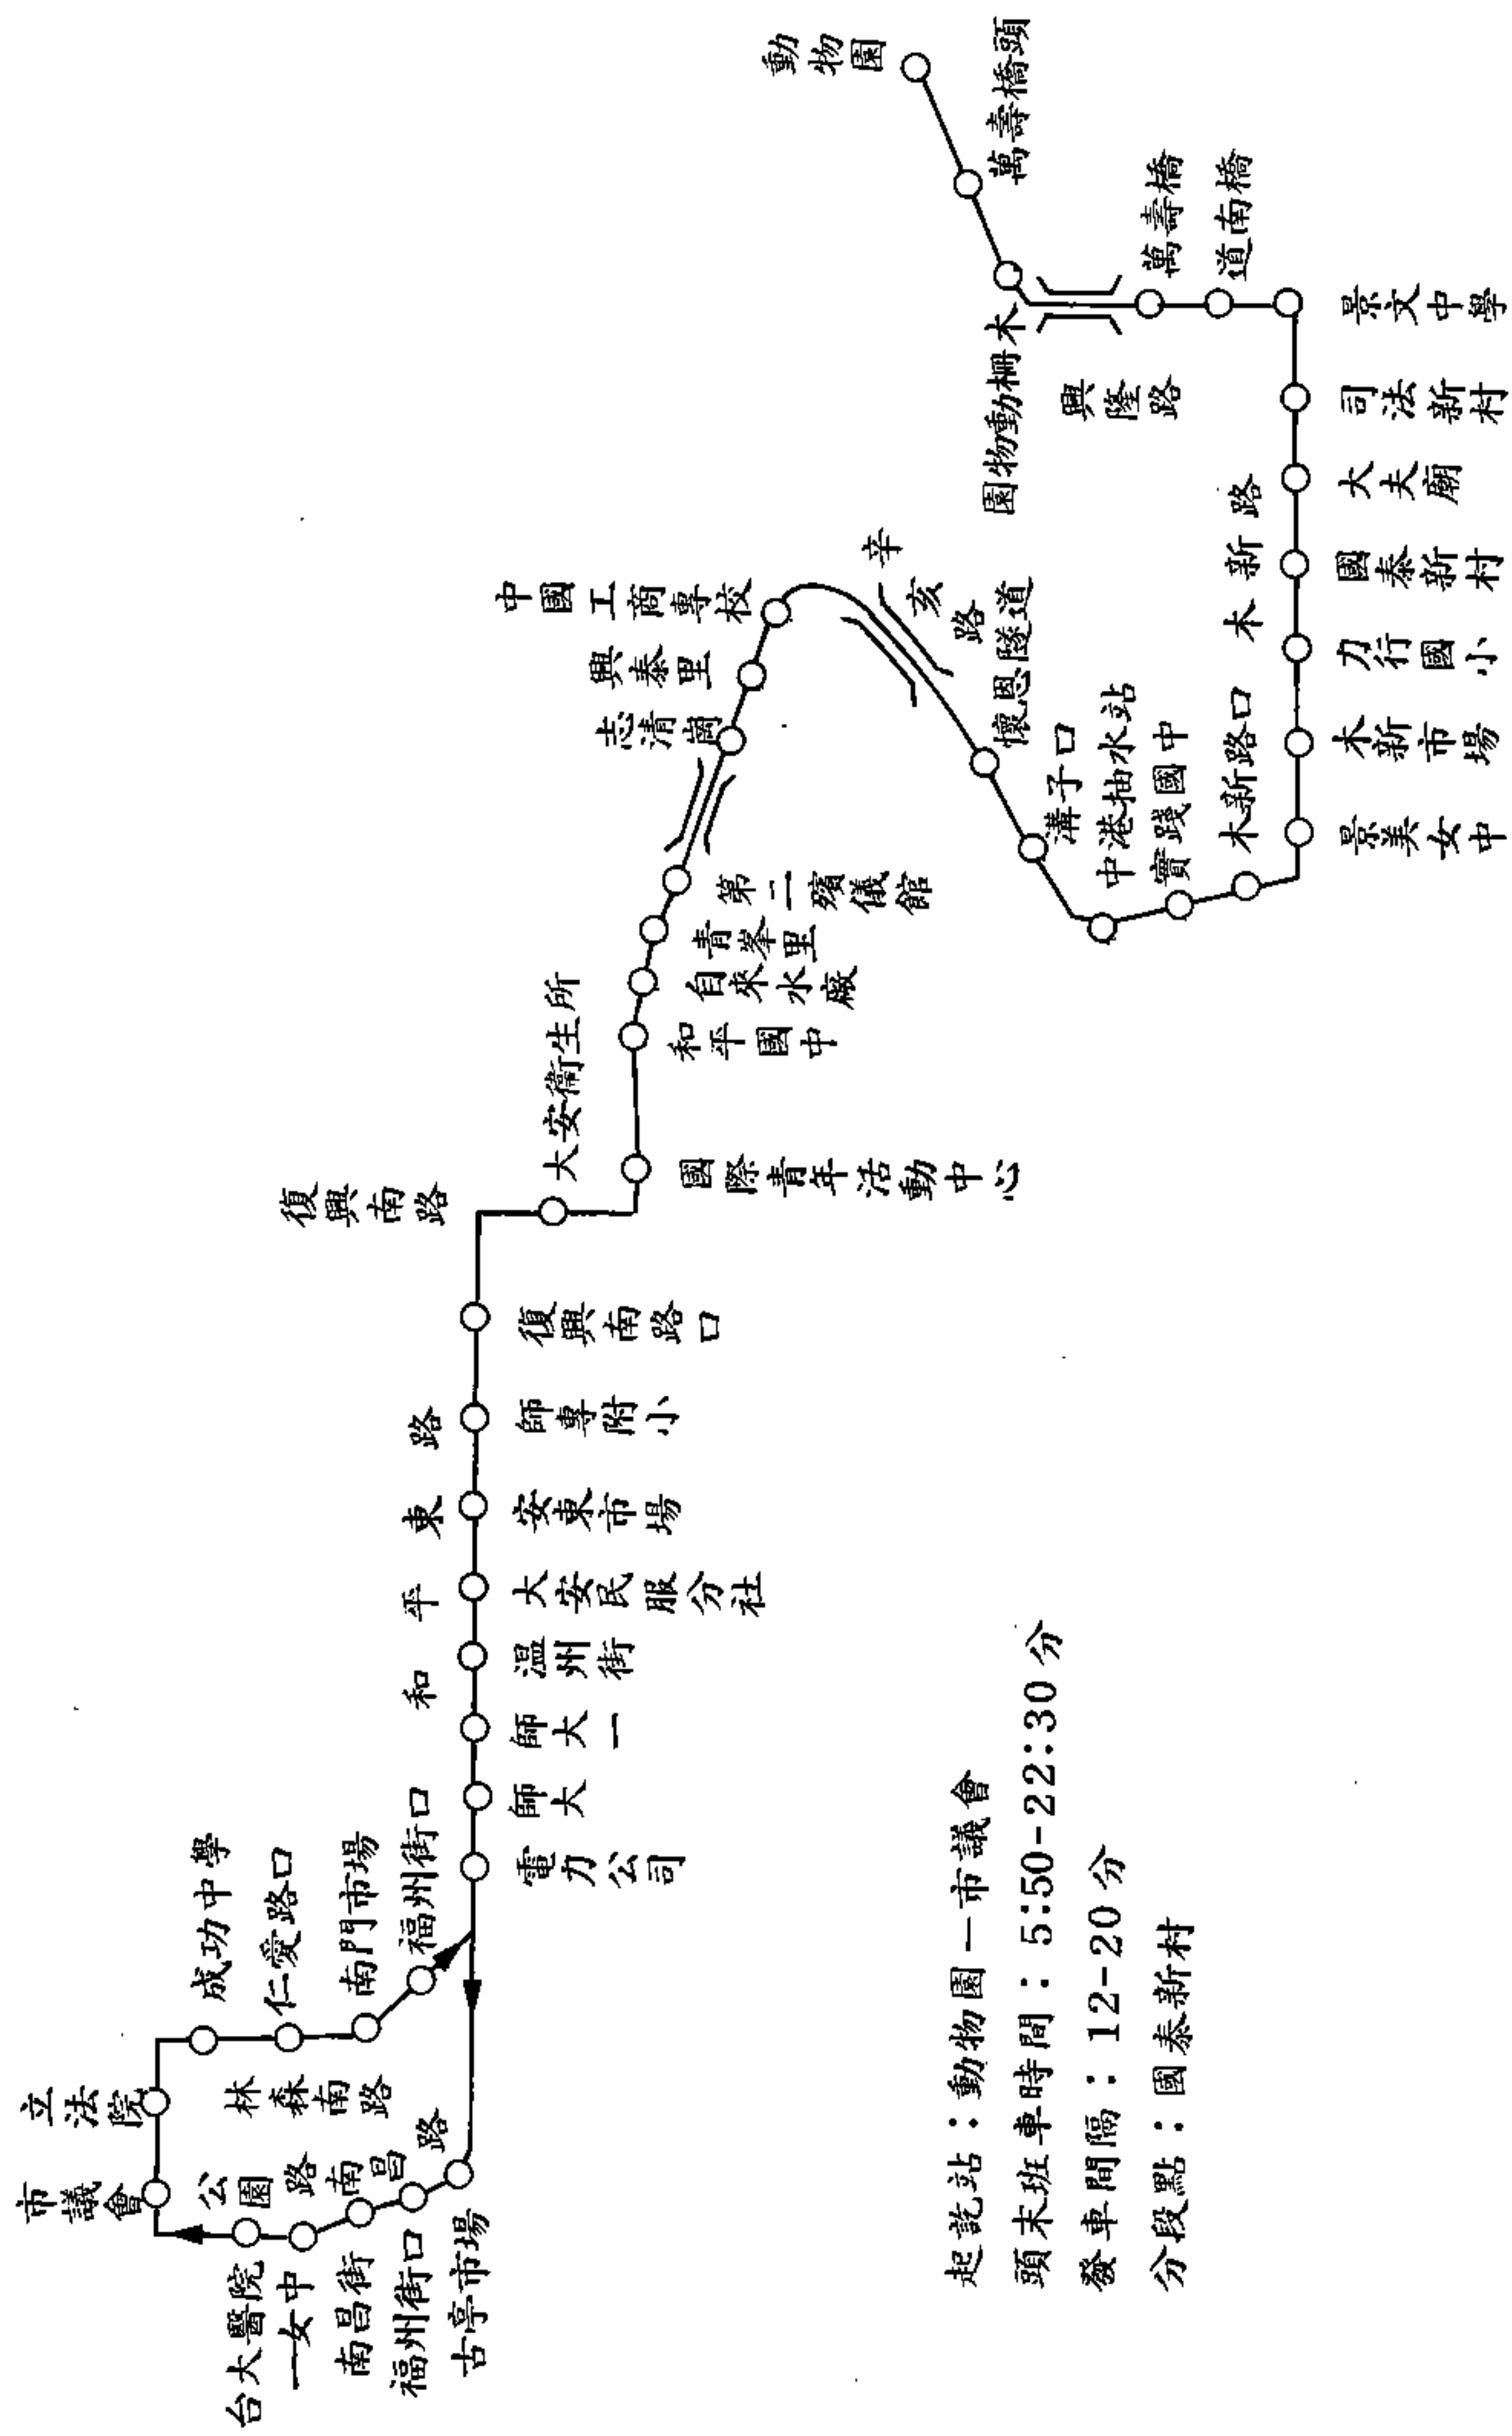 動物園
萬壽橋頭
木柵動物園
興隆路
萬壽橋
道南橋
景文中學
司法新村
大夫廟
國泰新村
力行國小
木新市場
景美女中
木新路
木新路口
實踐國中
中港抽水站
溝子口
懷恩隧道
辛亥路
中國工商專校
興泰里
志清崗
第二殯儀館
青峯里
自來水廠
和平國中
國際青年活動中心
大安衛生所
復興南路
復興南路口
師專附小
安東市場
大安民服分社
温州街
師大一
師大
電力公司
和平東路
福州街口
南門市場
仁愛路口
成功中學
林森南路
立法院
市議會
公園路
南昌路
台大醫院
一女中
南昌街
福州街口
古亭市場
起訖站：動物園—市議會
頭末班車時間：5:50-22:30分
發車間隔：12-20分
分段點：國泰新村